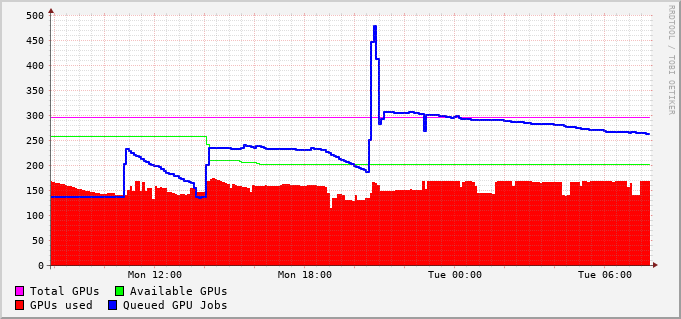 500
450
400
350
300
250
200
150
100
50
0
Mon 12:00 Mon 18:00 Tue 00:00 Tue 06:00
Total GPUs Available GPUs
GPUs used Queued GPU Jobs
RRDTOOL / TOBI OETIKER